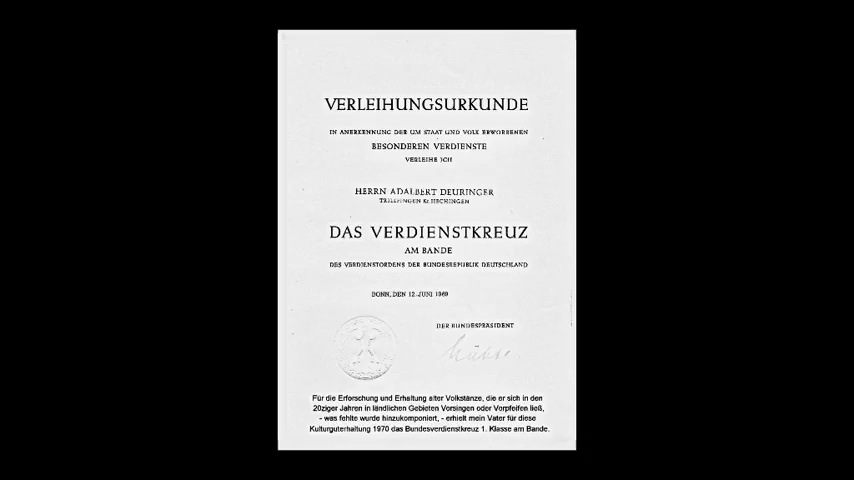 VERLEIHUNGSURKUNDE
IN ANERKENNUNG DER UM STAAT UND VOLK ERWORBENEN
BESONDEREN VERDIENSTE
VERLEIHE ICH
HERRN ADALBERT DEURINGER
KR. HECHINGEN
DAS VERDIENSTKREUZ
AM BANDE
DES VERDIENSTORDENS DER BUNDESREPUBLIK DEUTSCHLAND
BONN, DEN 12. JUNI 1969
DER BUNDESPRÄSIDENT
Für die Erforschung und Erhaltung alter Volkstänze, die er sich in den
20ziger Jahren in ländlichen Gebieten Vorsingen oder Vorpfeifen ließ,
- was fehlte wurde hinzukomponiert, - erhielt mein Vater für diese
Kulturguterhaltung 1970 das Bundesverdienstkreuz 1. Klasse am Bande.